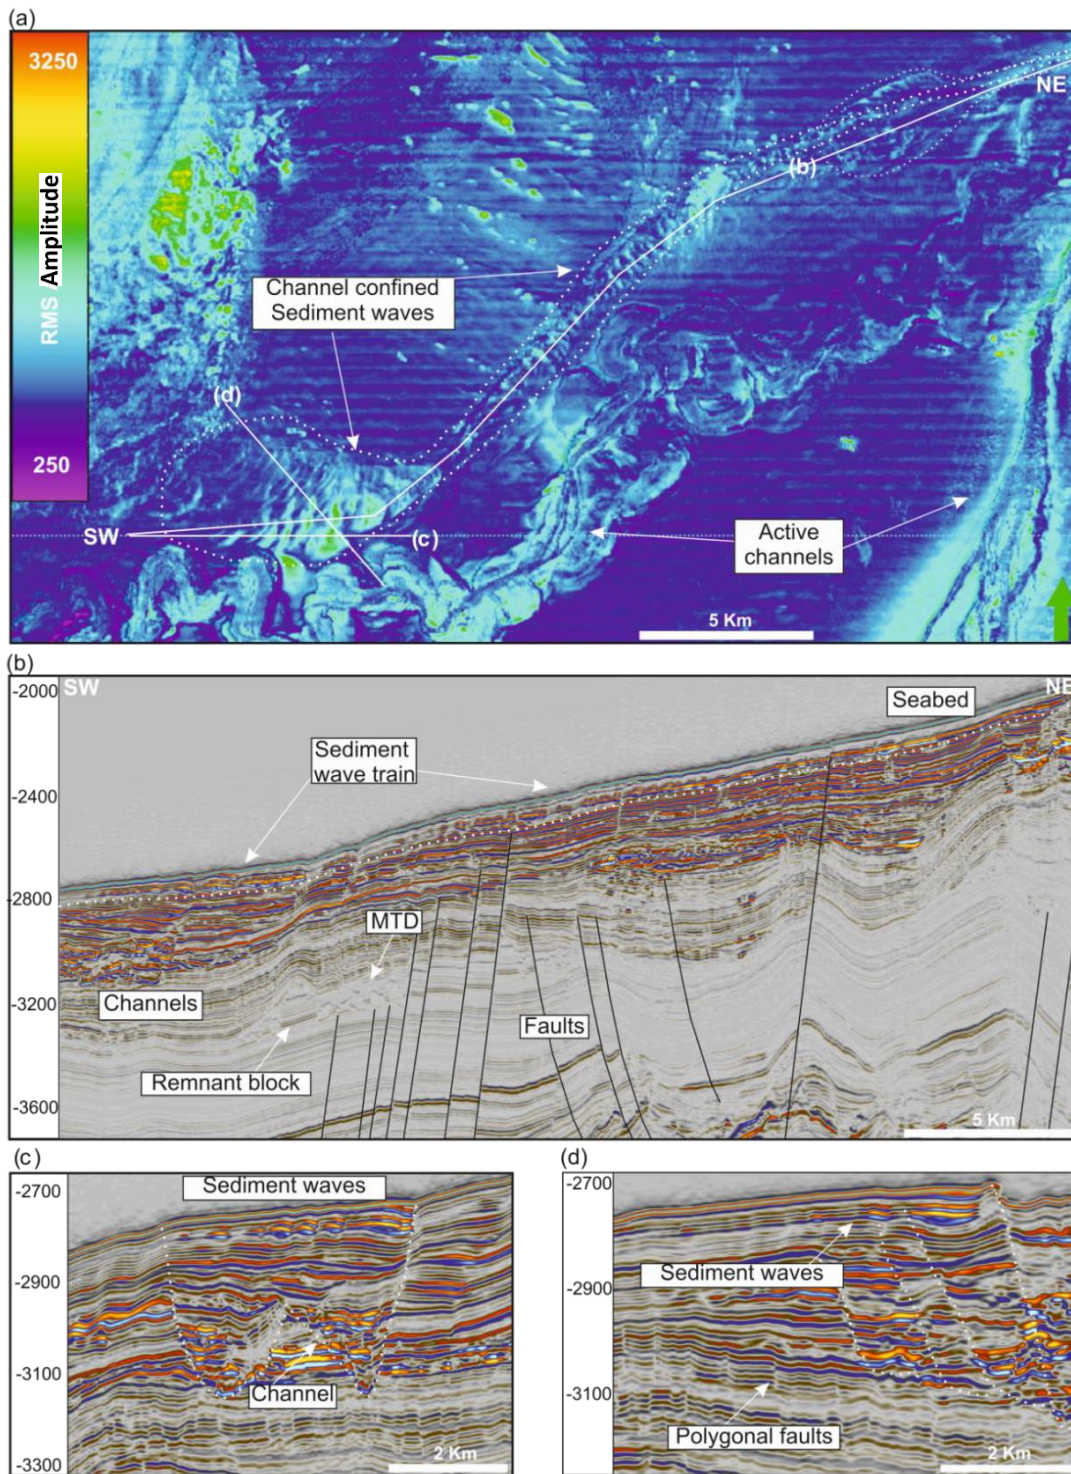 (a)
3250
RMS Amplitude
250
NE
(b)
Channel confined
Sediment waves
(d)
SW
(c)
Active
channels
5 Km
(b)
SW
NE
-2000
Seabed
Sediment
wave train
-2400
-2800
MTD
-3200
Channels
Faults
Remnant block
-3600
5 Km
(c)
-2700
Sediment waves
-2900
-3100
Channel
2 Km
-3300
(d)
-2700
Sediment waves
-2900
-3100
Polygonal faults
2 Km